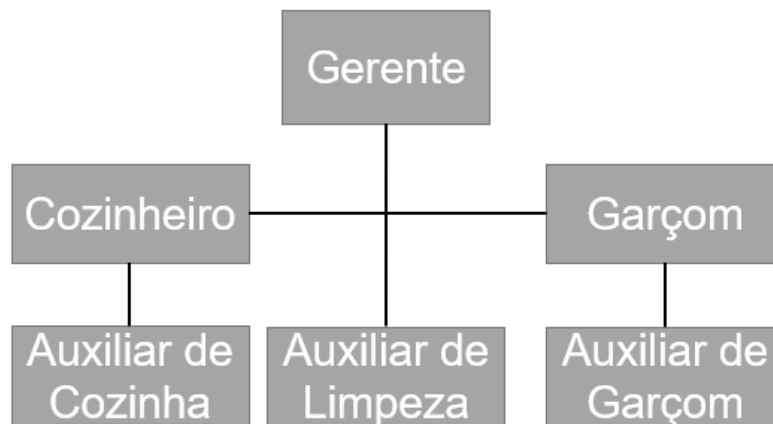 Gerente
Cozinheiro
Garçom
Auxiliar de
Cozinha
Auxiliar de
Limpeza
Auxiliar de
Garçom